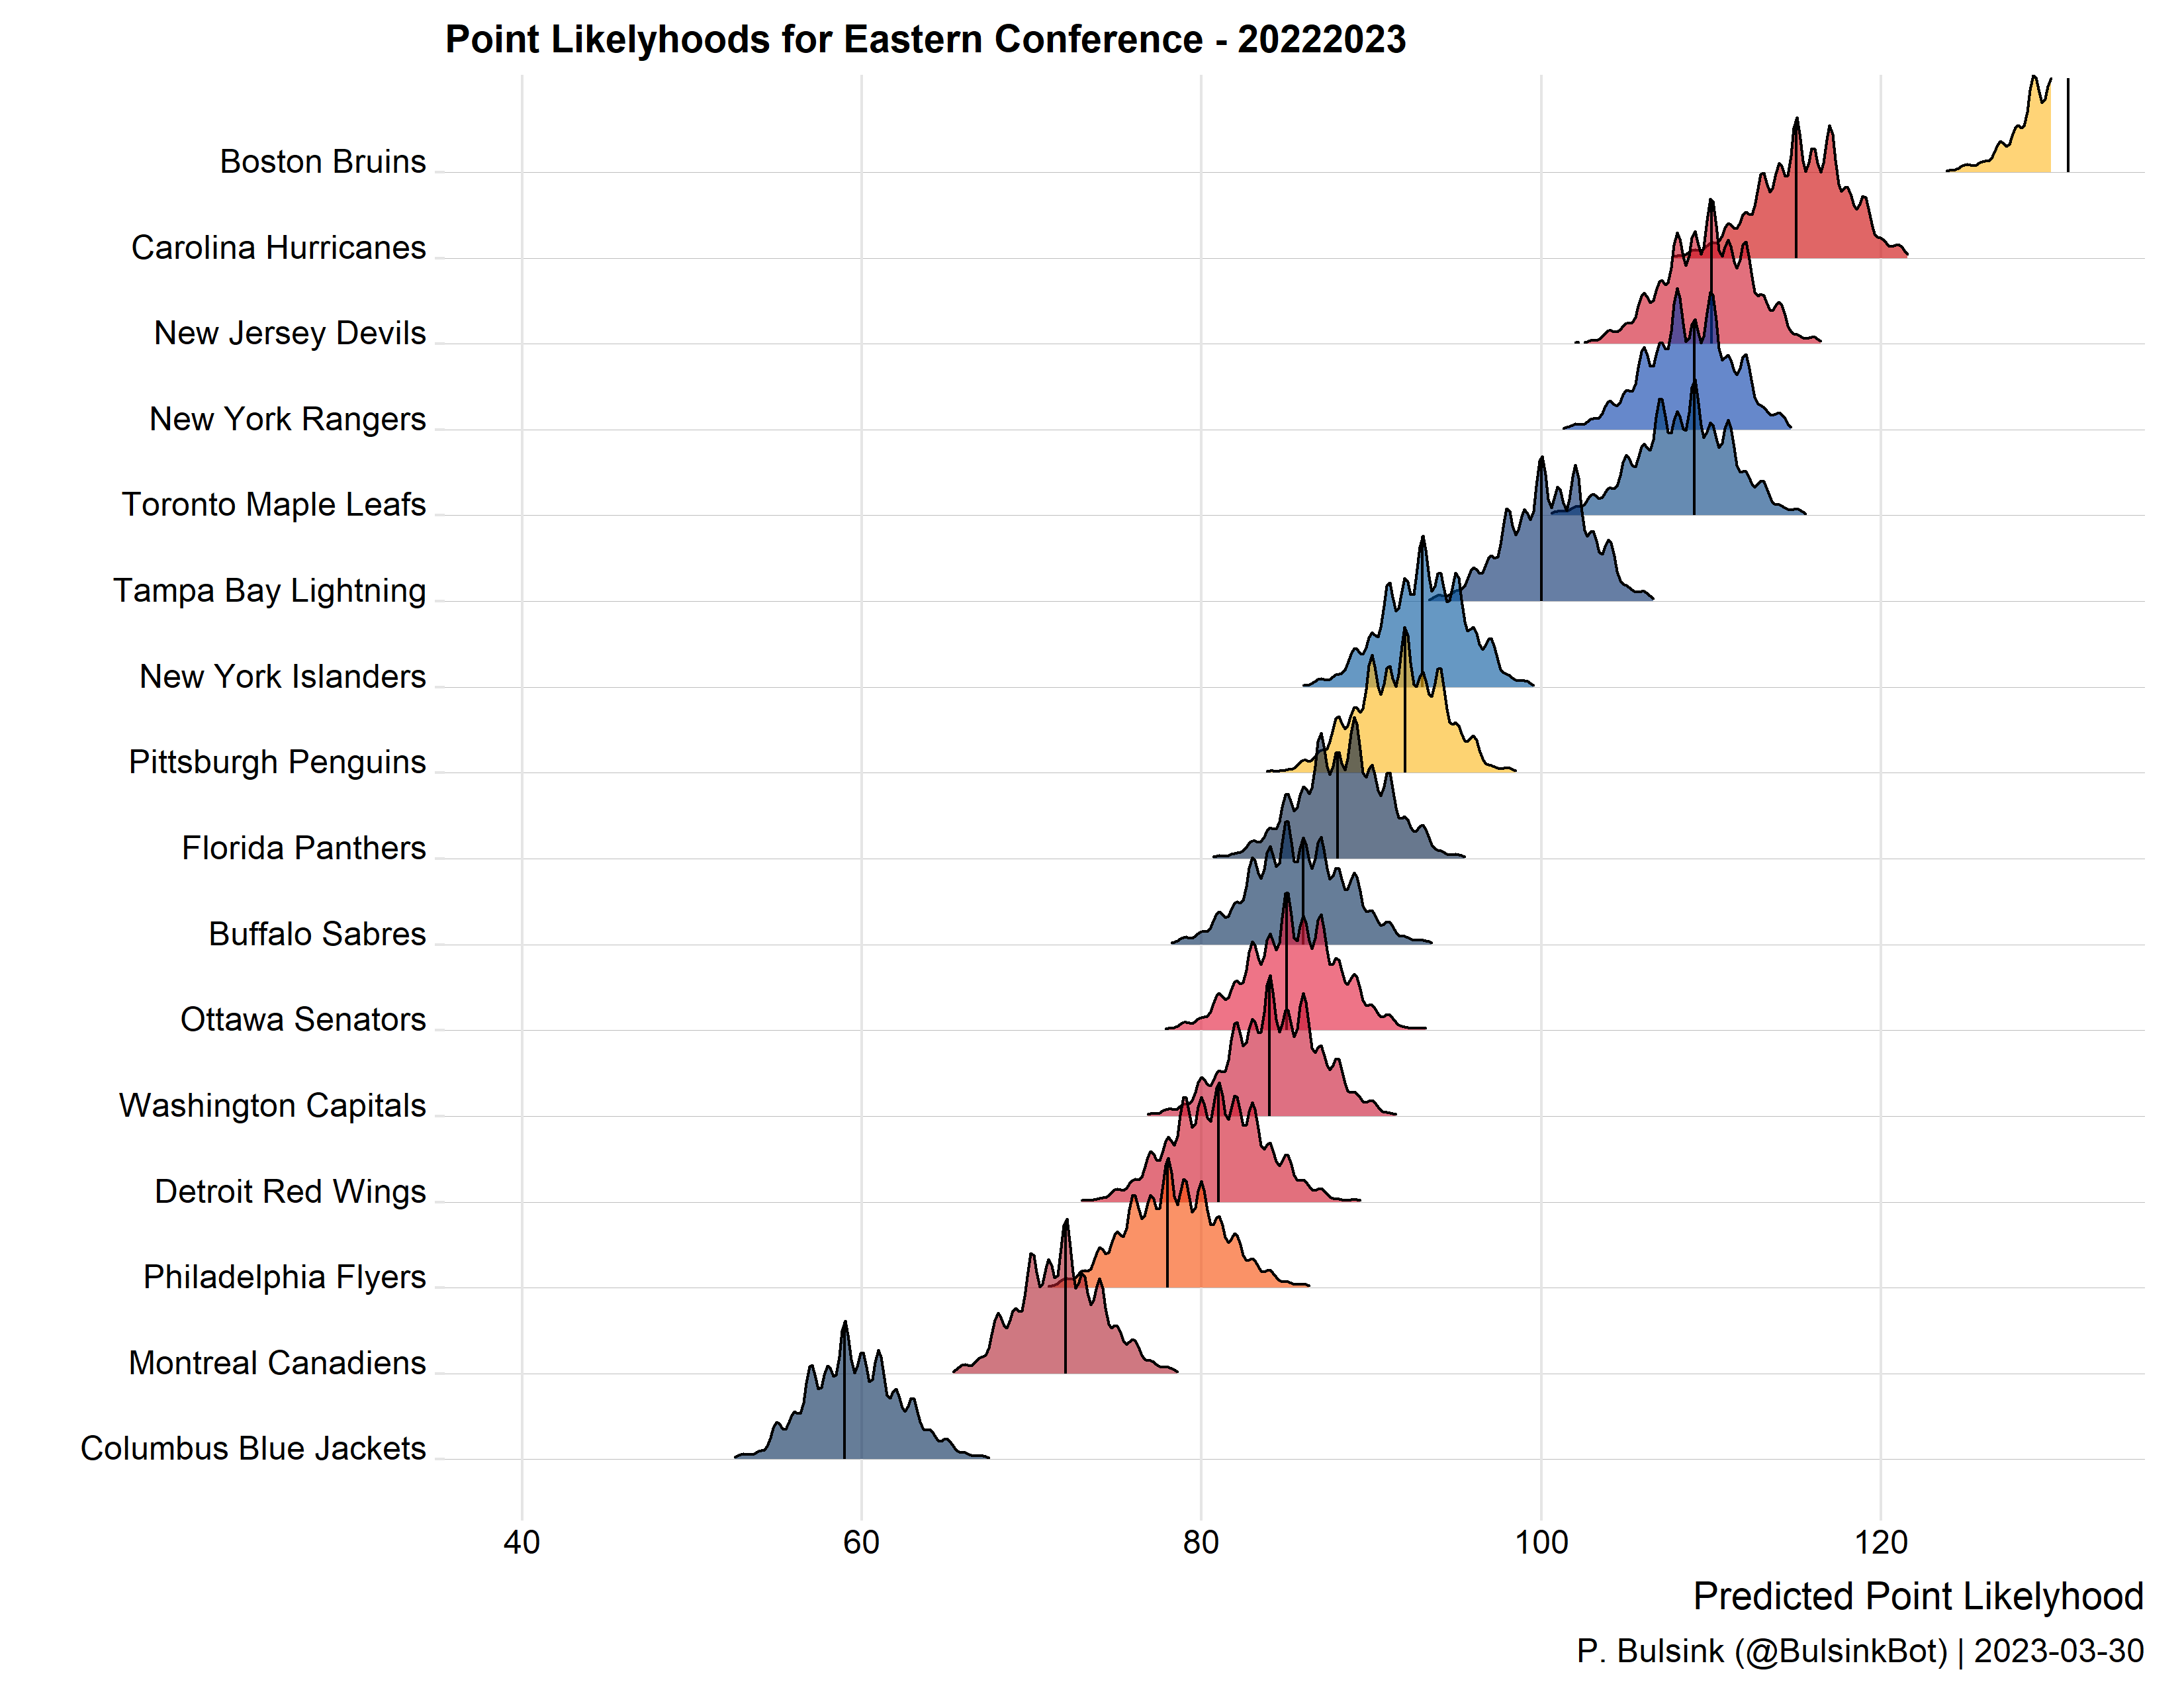 Point Likelyhoods for Eastern Conference - 20222023
Boston Bruins
Carolina Hurricanes
New Jersey Devils
New York Rangers
Toronto Maple Leafs
Tampa Bay Lightning
New York Islanders
Pittsburgh Penguins
Florida Panthers
Buffalo Sabres
Ottawa Senators
Washington Capitals
Detroit Red Wings
Philadelphia Flyers
Montreal Canadiens
Columbus Blue Jackets
40 60 80 100 120
Predicted Point Likelyhood
P. Bulsink (@BulsinkBot) | 2023-03-30